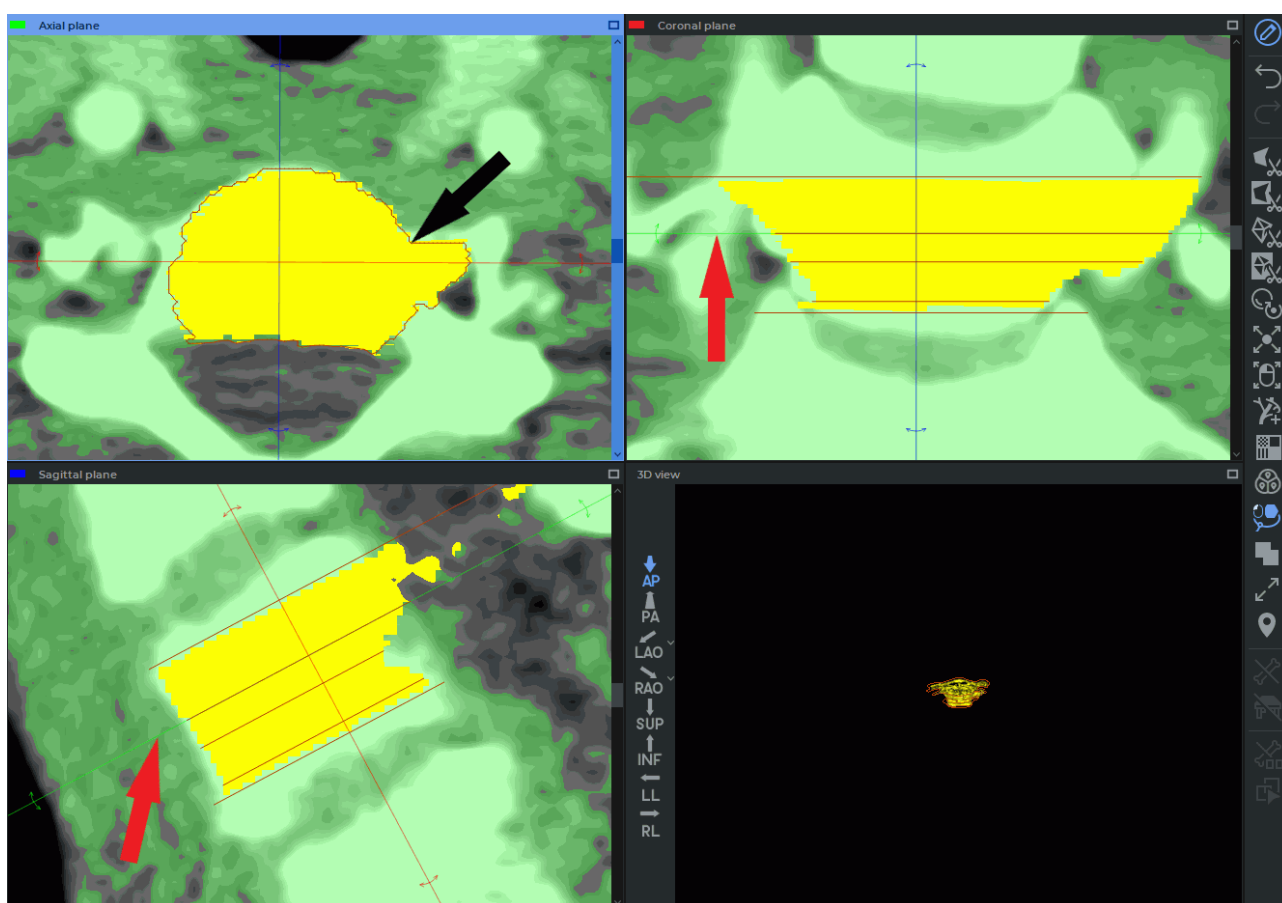 Axial plane
Coronal plane
Sagittal plane
3D view
AP
PA
LAO
RAO
SUP
INF
LL
RL